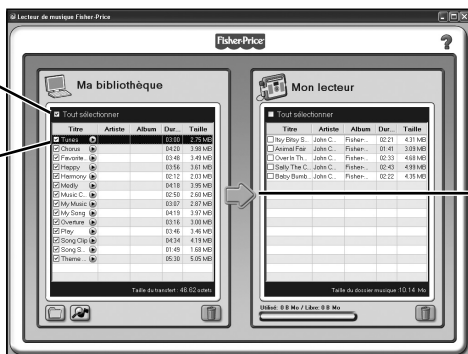 Lecteur de musique Fisher-Price
Fisher-Price
?
Ma bibliothèque
Tout sélectionner
Titre Artiste Album Dur... Taille
Tunes 03:00 2.75 MB
Chorus 04:20 3.98 MB
Favorite... 03:48 3.49 MB
Happy 03:56 3.61 MB
Harmony 02:12 2.03 MB
Medly 04:18 3.95 MB
Music C... 02:50 2.60 MB
My Music 03:07 2.87 MB
My Song 04:19 3.97 MB
Overture 03:16 3.00 MB
Play 03:46 3.46 MB
Song Clip 04:34 4.19 MB
Song S... 01:49 1.68 MB
Theme... 05:30 5.05 MB
Taille du transfert : 48.62 octets
Mon lecteur
Tout sélectionner
Titre Artiste Album Dur... Taille
Itsy Bitsy ... John C... Fisher-... 02:21 4.31 MB
Animal Fair John C... Fisher-... 01:41 3.09 MB
Over In Th... John C... Fisher-... 02:33 4.68 MB
Sally The C... John C... Fisher-... 02:43 4.99 MB
Baby Bumb... John C... Fisher-... 02:22 4.35 MB
Taille du dossier musique :10.14 Mo
Utilisé: 0 B Mo / Libre: 0 B Mo